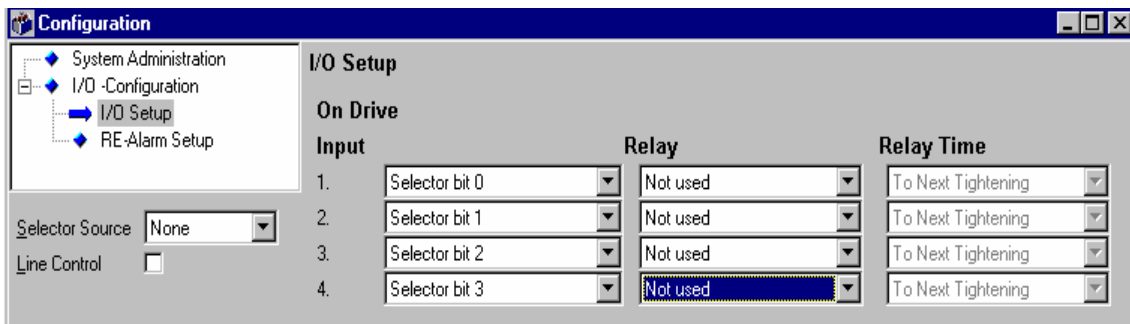 Configuration
System Administration
I/O -Configuration
I/O Setup
RE-Alarm Setup
Selector Source None
Line Control
I/O Setup
On Drive
Input Relay Relay Time
1. Selector bit 0 Not used To Next Tightening
2. Selector bit 1 Not used To Next Tightening
3. Selector bit 2 Not used To Next Tightening
4. Selector bit 3 Not used To Next Tightening